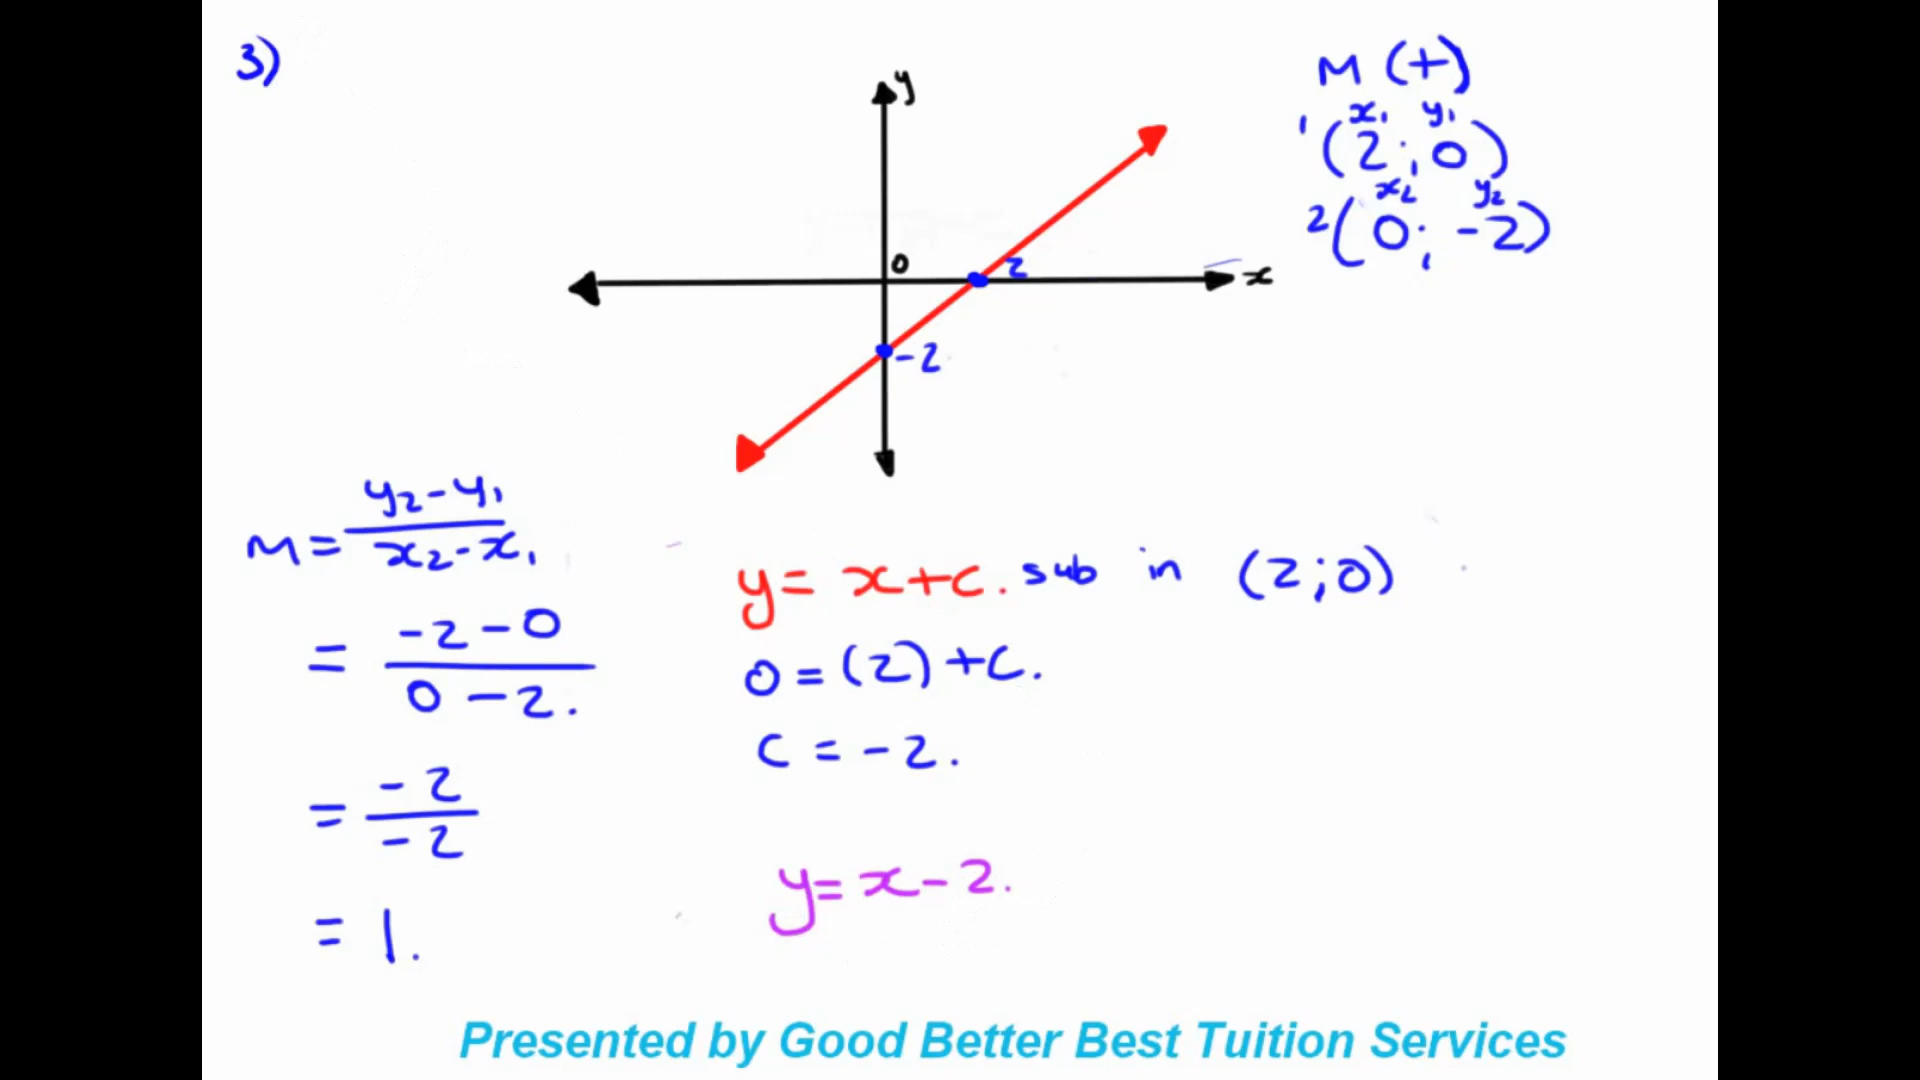 3)
y
M (+)
x₁ y₁
1 (2 ; 0)
x₂ y₂
2 (0 ; -2)
0
2
x
-2
m = y₂ - y₁ / x₂ - x₁
= -2 - 0 / 0 - 2.
= -2 / -2
= 1.
y = x + c. sub in (2 ; 0)
0 = (2) + c.
c = -2.
y = x - 2.
Presented by Good Better Best Tuition Services